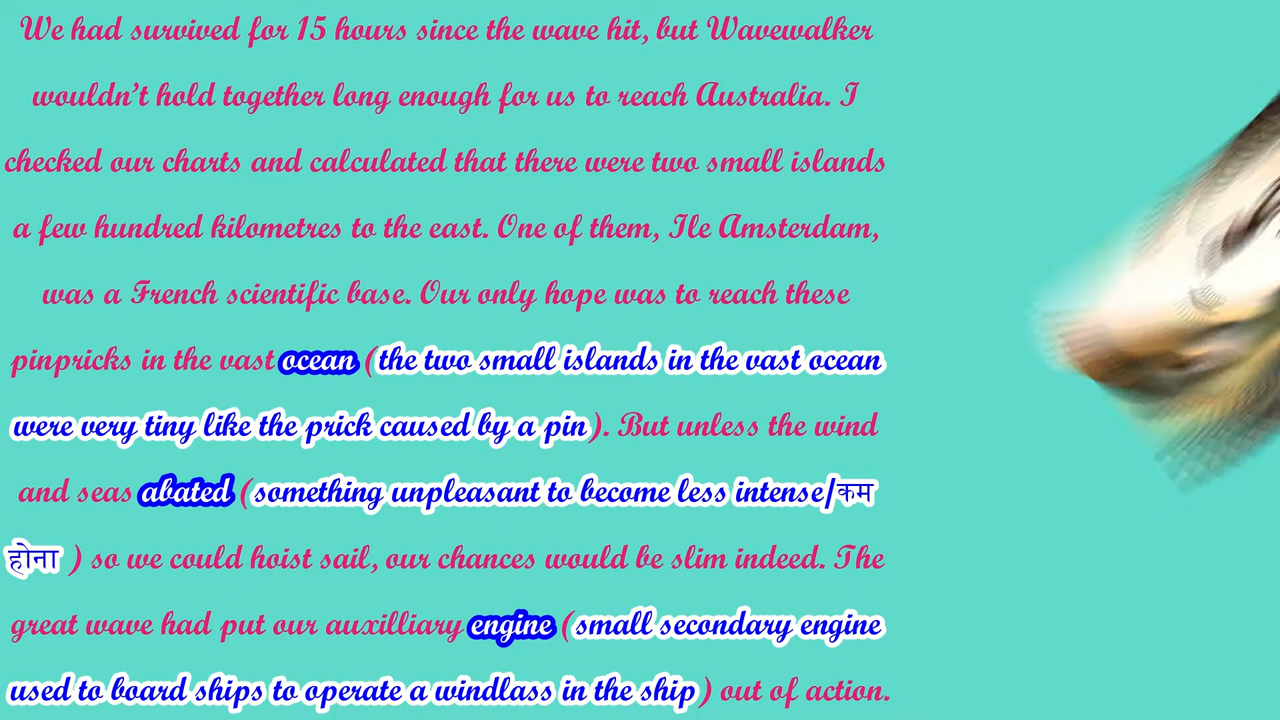 We had survived for 15 hours since the wave hit, but Wavewalker
wouldn't hold together long enough for us to reach Australia. I
checked our charts and calculated that there were two small islands
a few hundred kilometres to the east. One of them, Ile Amsterdam,
was a French scientific base. Our only hope was to reach these
pinpricks in the vast ocean (the two small islands in the vast ocean
were very tiny like the prick caused by a pin). But unless the wind
and seas abated (something unpleasant to become less intense/कम
होना ) so we could hoist sail, our chances would be slim indeed. The
great wave had put our auxilliary engine (small secondary engine
used to board ships to operate a windlass in the ship) out of action.